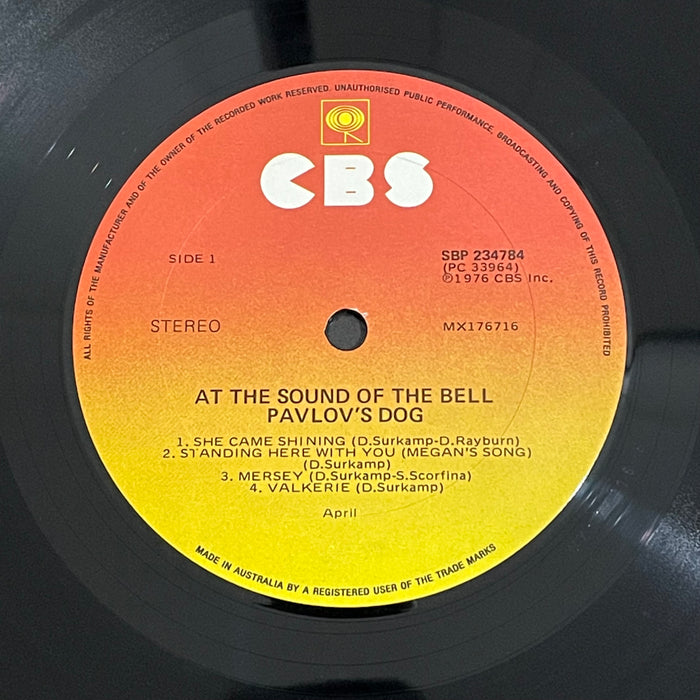 ALL RIGHTS OF THE MANUFACTURER AND OF THE OWNER OF THE RECORDED WORK RESERVED. UNAUTHORISED PUBLIC PERFORMANCE, BROADCASTING AND COPYING OF THIS RECORD PROHIBITED
CBS
SIDE 1
SBP 234784
(PC 33964)
℗1976 CBS Inc.
STEREO
MX176716
AT THE SOUND OF THE BELL
PAVLOV'S DOG
1. SHE CAME SHINING (D.Surkamp-D.Rayburn)
2. STANDING HERE WITH YOU (MEGAN'S SONG)
(D.Surkamp)
3. MERSEY (D.Surkamp-S.Scorfina)
4. VALKERIE (D.Surkamp)
April
MADE IN AUSTRALIA BY A REGISTERED USER OF THE TRADE MARKS